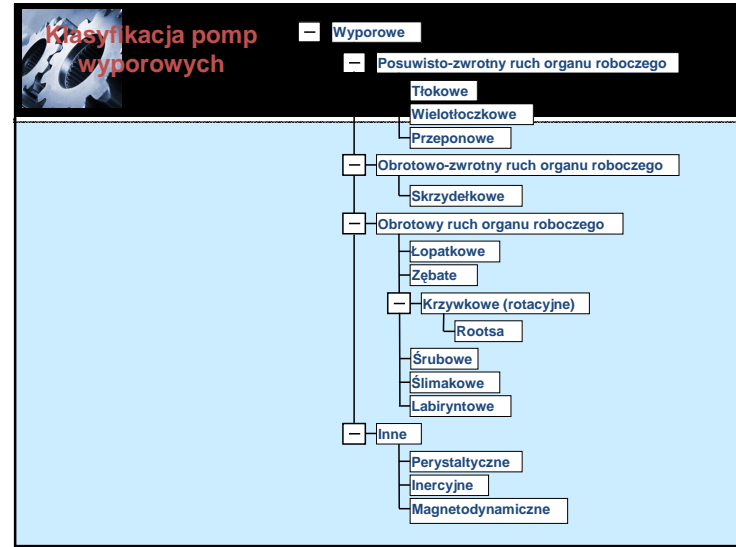 Klasyfikacja pomp
wyporowych
Wyporowe
Posuwisto-zwrotny ruch organu roboczego
Tłokowe
Wielotłoczkowe
Przeponowe
Obrotowo-zwrotny ruch organu roboczego
Skrzydełkowe
Obrotowy ruch organu roboczego
Łopatkowe
Zębate
Krzywkowe (rotacyjne)
Rootsa
Śrubowe
Ślimakowe
Labiryntowe
Inne
Perystaltyczne
Inercyjne
Magnetodynamiczne